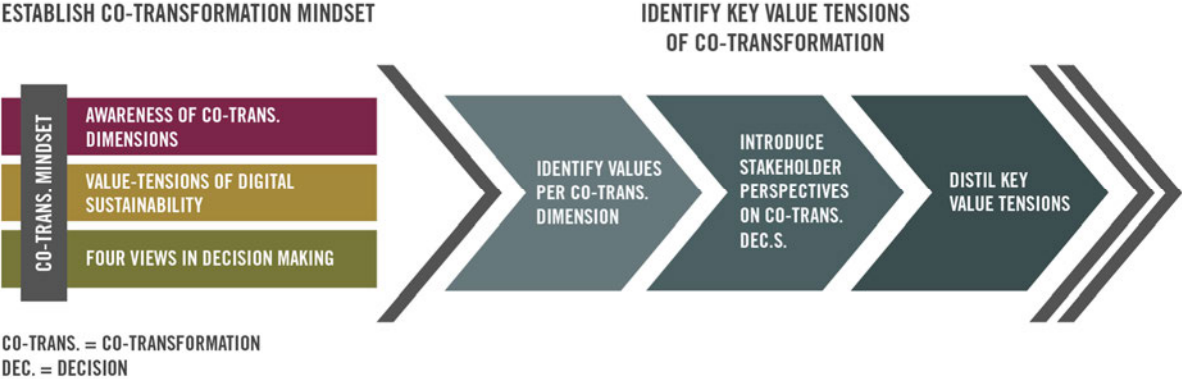 ESTABLISH CO-TRANSFORMATION MINDSET
IDENTIFY KEY VALUE TENSIONS
OF CO-TRANSFORMATION
CO-TRANS. MINDSET
AWARENESS OF CO-TRANS.
DIMENSIONS
VALUE-TENSIONS OF DIGITAL
SUSTAINABILITY
FOUR VIEWS IN DECISION MAKING
IDENTIFY VALUES
PER CO-TRANS.
DIMENSION
INTRODUCE
STAKEHOLDER
PERSPECTIVES
ON CO-TRANS.
DEC.S.
DISTIL KEY
VALUE TENSIONS
CO-TRANS. = CO-TRANSFORMATION
DEC. = DECISION